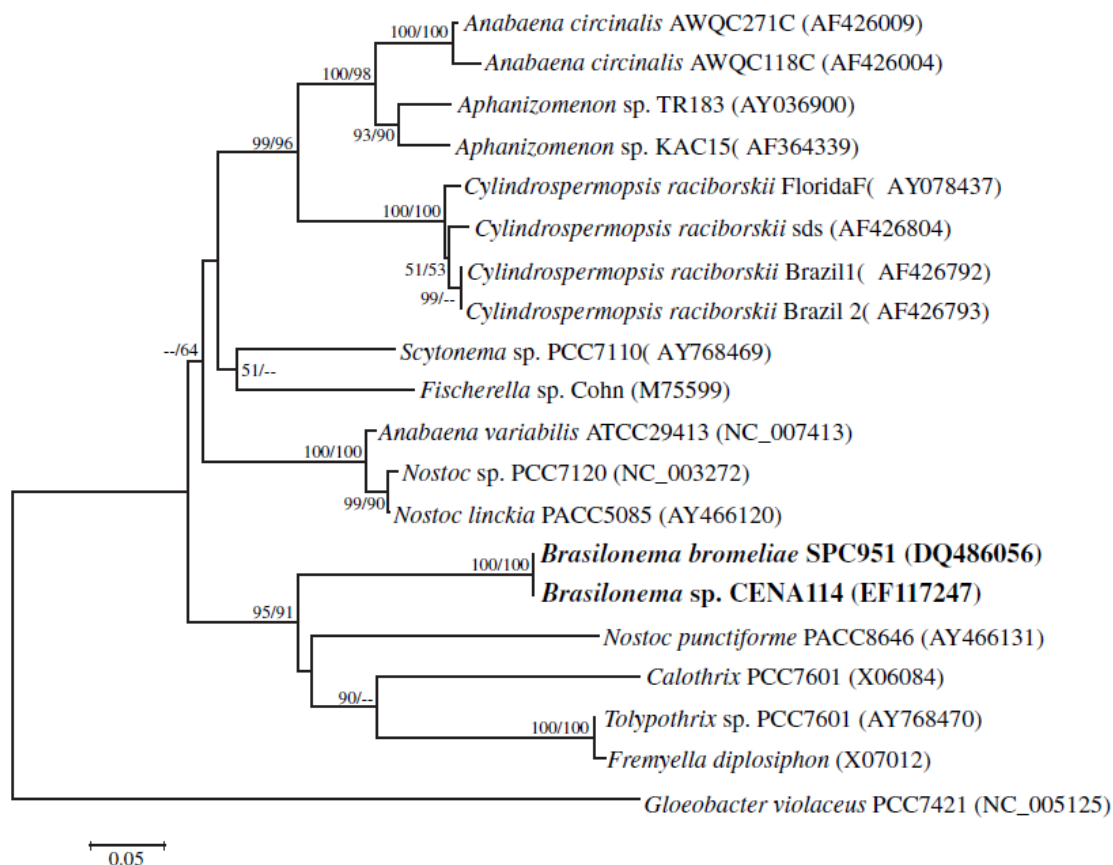 Anabaena circinalis AWQC271C (AF426009)
100/100
Anabaena circinalis AWQC118C (AF426004)
100/98
Aphanizomenon sp. TR183 (AY036900)
93/90
Aphanizomenon sp. KAC15( AF364339)
99/96
Cylindrospermopsis raciborskii FloridaF( AY078437)
100/100
Cylindrospermopsis raciborskii sds (AF426804)
51/53
Cylindrospermopsis raciborskii Brazil1( AF426792)
99/--
Cylindrospermopsis raciborskii Brazil 2( AF426793)
--/64
Scytonema sp. PCC7110( AY768469)
51/--
Fischerella sp. Cohn (M75599)
Anabaena variabilis ATCC29413 (NC_007413)
100/100
Nostoc sp. PCC7120 (NC_003272)
99/90
Nostoc linckia PACC5085 (AY466120)
Brasilonema bromeliae SPC951 (DQ486056)
100/100
Brasilonema sp. CENA114 (EF117247)
95/91
Nostoc punctiforme PACC8646 (AY466131)
Calothrix PCC7601 (X06084)
90/--
Tolypothrix sp. PCC7601 (AY768470)
100/100
Fremyella diplosiphon (X07012)
Gloeobacter violaceus PCC7421 (NC_005125)
0.05